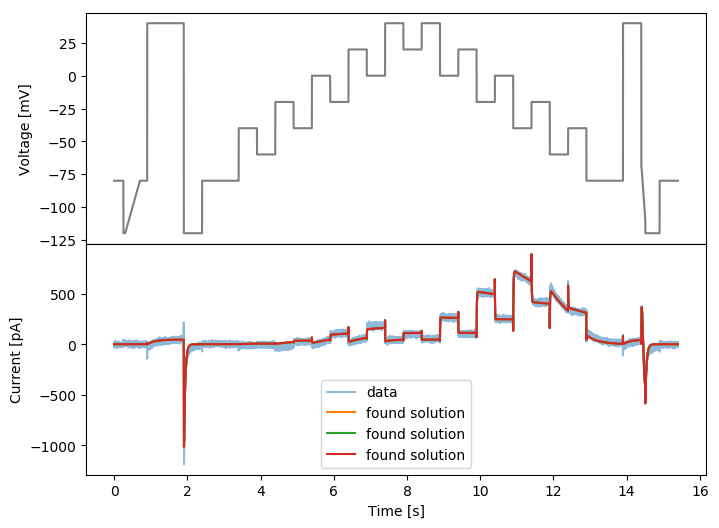 25
0
−25
−50
−75
−100
−125
Voltage [mV]
500
0
−500
−1000
Current [pA]
data
found solution
found solution
found solution
0 2 4 6 8 10 12 14 16
Time [s]